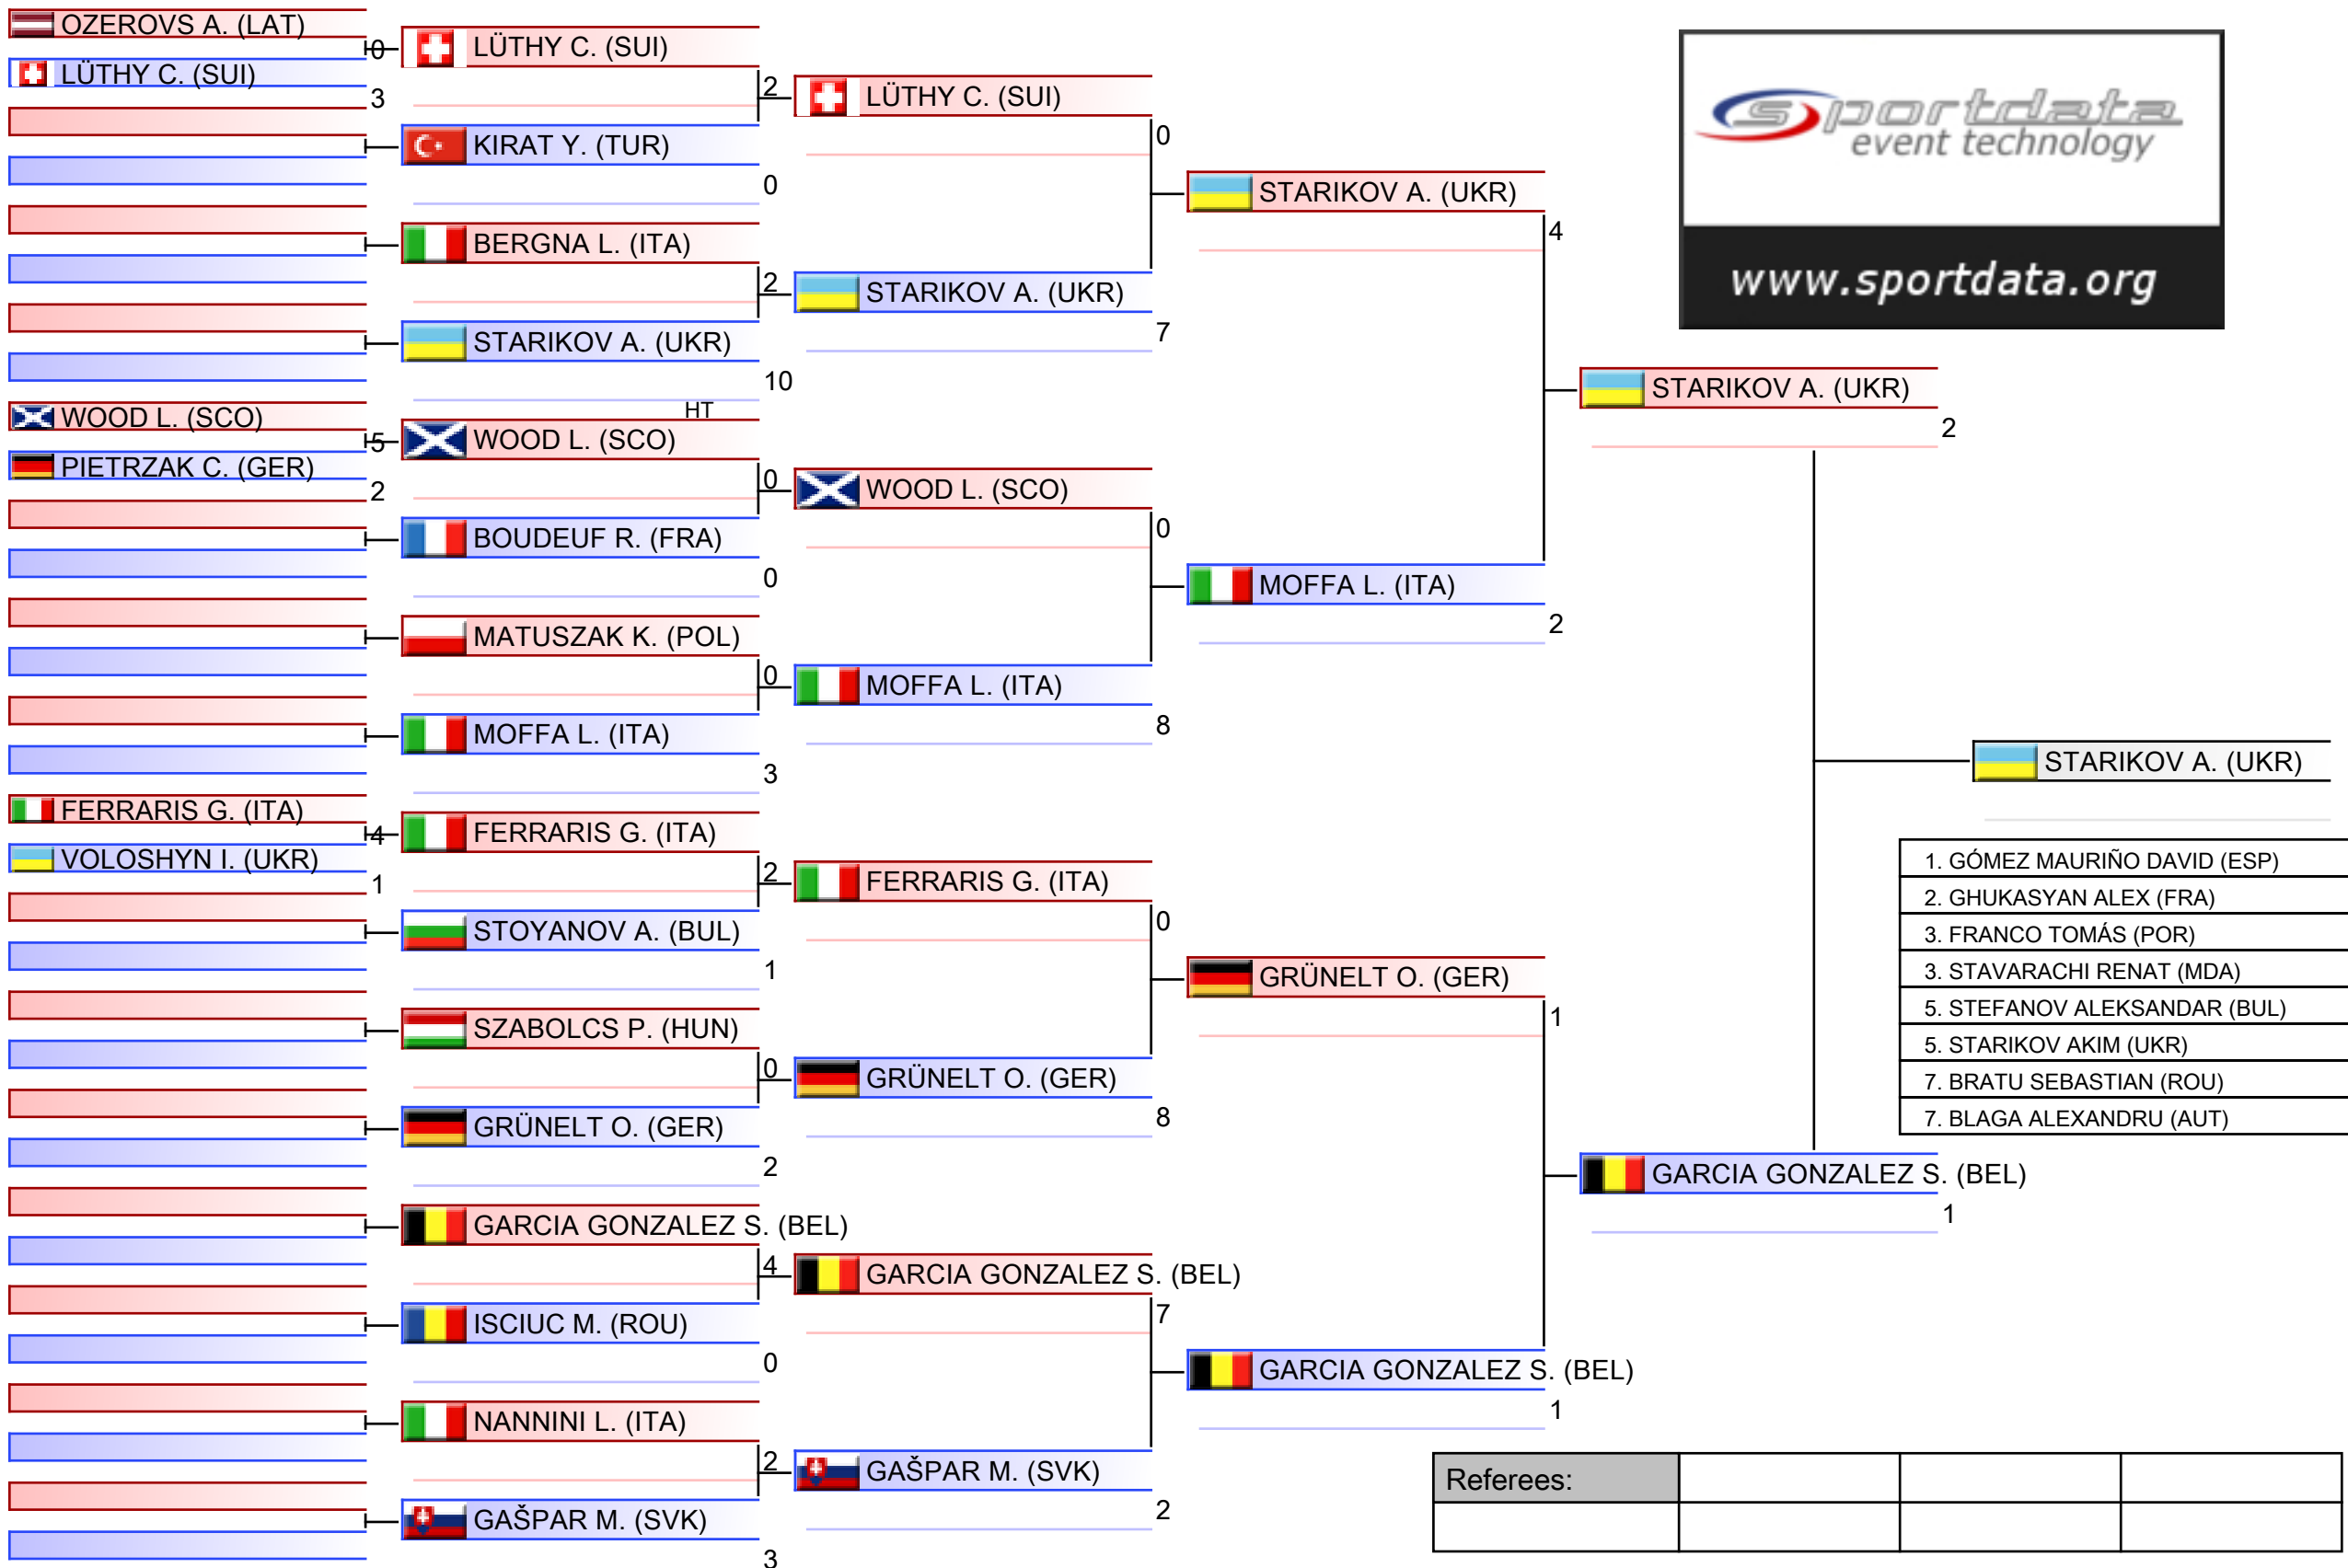 OZEROVS A. (LAT)
0
LÜTHY C. (SUI)
3
WOOD L. (SCO)
5
PIETRZAK C. (GER)
2
FERRARIS G. (ITA)
4
VOLOSHYN I. (UKR)
1
LÜTHY C. (SUI)
2
KIRAT Y. (TUR)
0
BERGNA L. (ITA)
2
STARIKOV A. (UKR)
10
HT
WOOD L. (SCO)
0
BOUDEUF R. (FRA)
0
MATUSZAK K. (POL)
0
MOFFA L. (ITA)
3
FERRARIS G. (ITA)
2
STOYANOV A. (BUL)
1
SZABOLCS P. (HUN)
0
GRÜNELT O. (GER)
2
GARCIA GONZALEZ S. (BEL)
4
ISCIUC M. (ROU)
0
NANNINI L. (ITA)
2
GAŠPAR M. (SVK)
3
LÜTHY C. (SUI)
0
STARIKOV A. (UKR)
7
WOOD L. (SCO)
0
MOFFA L. (ITA)
8
FERRARIS G. (ITA)
0
GRÜNELT O. (GER)
8
GARCIA GONZALEZ S. (BEL)
7
GAŠPAR M. (SVK)
2
STARIKOV A. (UKR)
4
MOFFA L. (ITA)
2
GRÜNELT O. (GER)
1
GARCIA GONZALEZ S. (BEL)
1
STARIKOV A. (UKR)
2
GARCIA GONZALEZ S. (BEL)
1
STARIKOV A. (UKR)
sportdata
event technology
www.sportdata.org
1. GÓMEZ MAURIÑO DAVID (ESP)
2. GHUKASYAN ALEX (FRA)
3. FRANCO TOMÁS (POR)
3. STAVARACHI RENAT (MDA)
5. STEFANOV ALEKSANDAR (BUL)
5. STARIKOV AKIM (UKR)
7. BRATU SEBASTIAN (ROU)
7. BLAGA ALEXANDRU (AUT)
Referees: